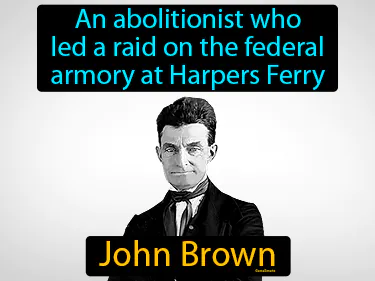 An abolitionist who
led a raid on the federal
armory at Harpers Ferry
John Brown